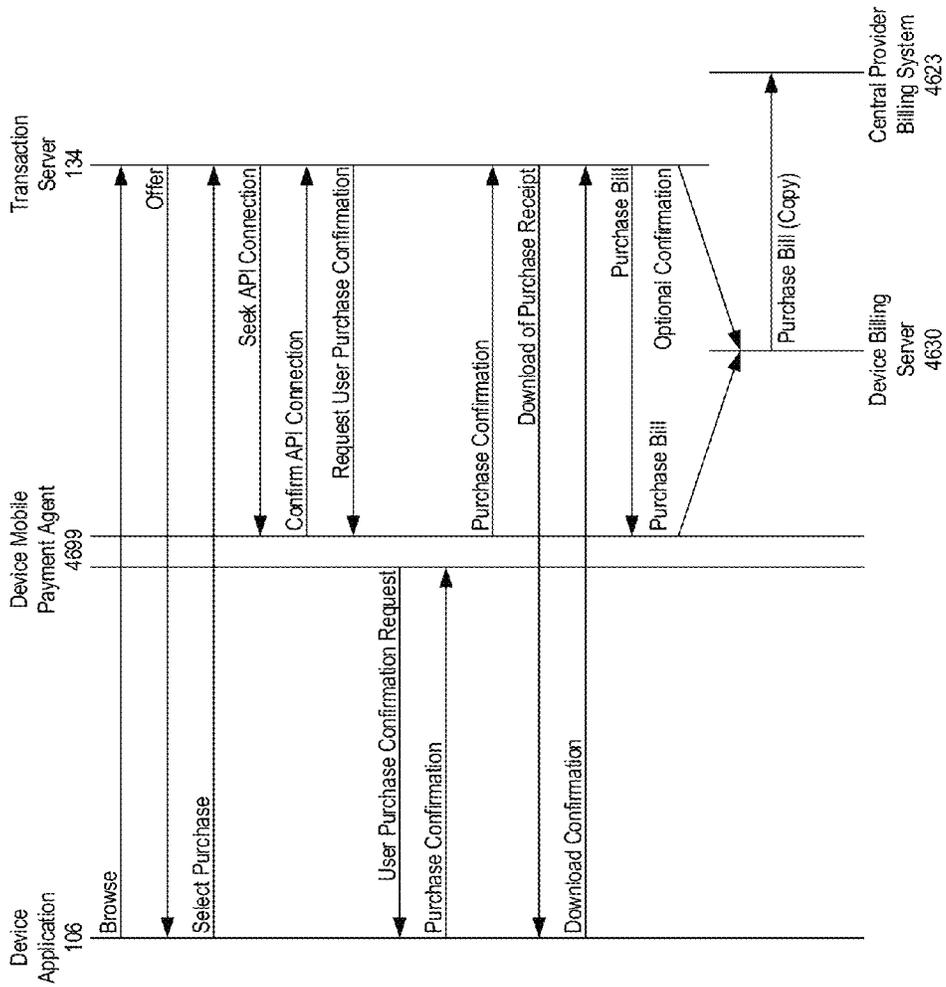 Device
Application
106
Device Mobile
Payment Agent
4699
Transaction
Server
134
Browse
Offer
Select Purchase
Seek API Connection
Confirm API Connection
Request User Purchase Confirmation
User Purchase Confirmation Request
Purchase Confirmation
Purchase Confirmation
Download of Purchase Receipt
Download Confirmation
Purchase Bill
Purchase Bill
Optional Confirmation
Purchase Bill (Copy)
Device Billing
Server
4630
Central Provider
Billing System
4623